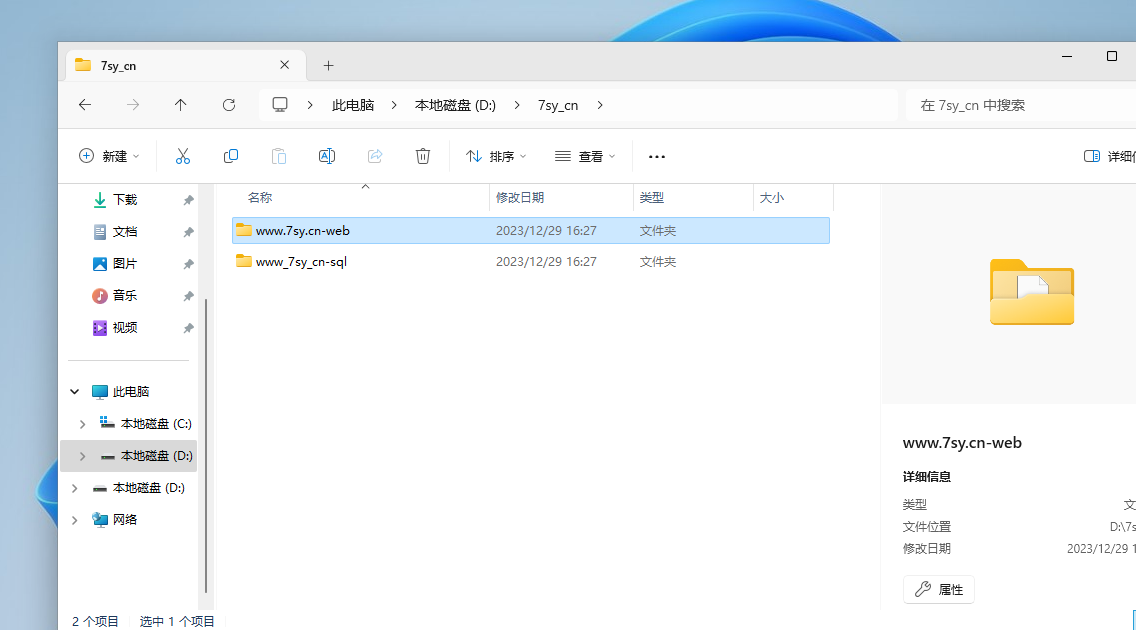 7sy_cn
此电脑 本地磁盘 (D:) 7sy_cn 在 7sy_cn 中搜索
新建 排序 查看 详细
名称 修改日期 类型 大小
www.7sy.cn-web 2023/12/29 16:27 文件夹
www_7sy_cn-sql 2023/12/29 16:27 文件夹
下载
文档
图片
音乐
视频
此电脑
本地磁盘 (C:)
本地磁盘 (D:)
本地磁盘 (D:)
网络
www.7sy.cn-web
详细信息
类型 文
文件位置 D:\7s
修改日期 2023/12/29 1
属性
2 个项目 选中 1 个项目